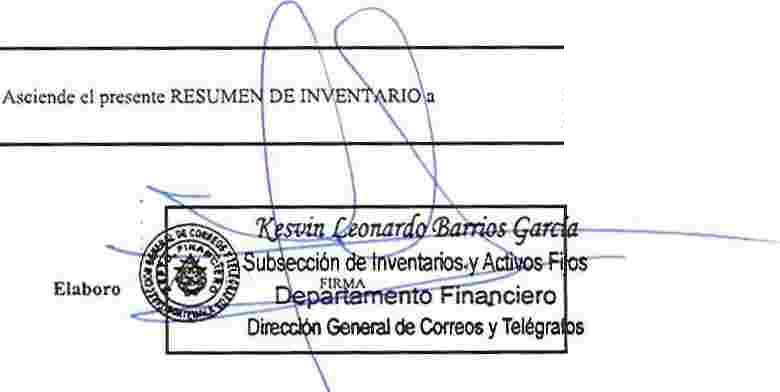 Asciende el presente RESUMEN DE INVENTARIO a
Kesvin Leonardo Barrios García
Subsección de Inventarios y Activos Fijos
Elaboro
FIRMA
Departamento Financiero
Dirección General de Correos y Telégrafos